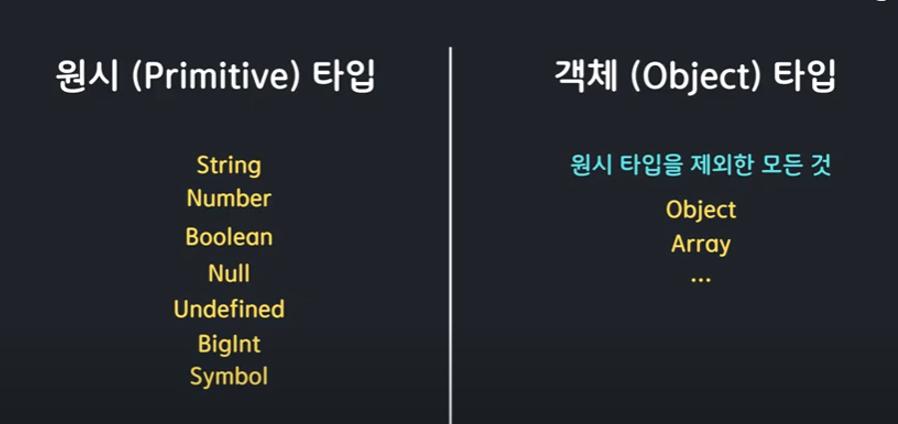 원시 (Primitive) 타입
String
Number
Boolean
Null
Undefined
BigInt
Symbol
객체 (Object) 타입
원시 타입을 제외한 모든 것
Object
Array
...